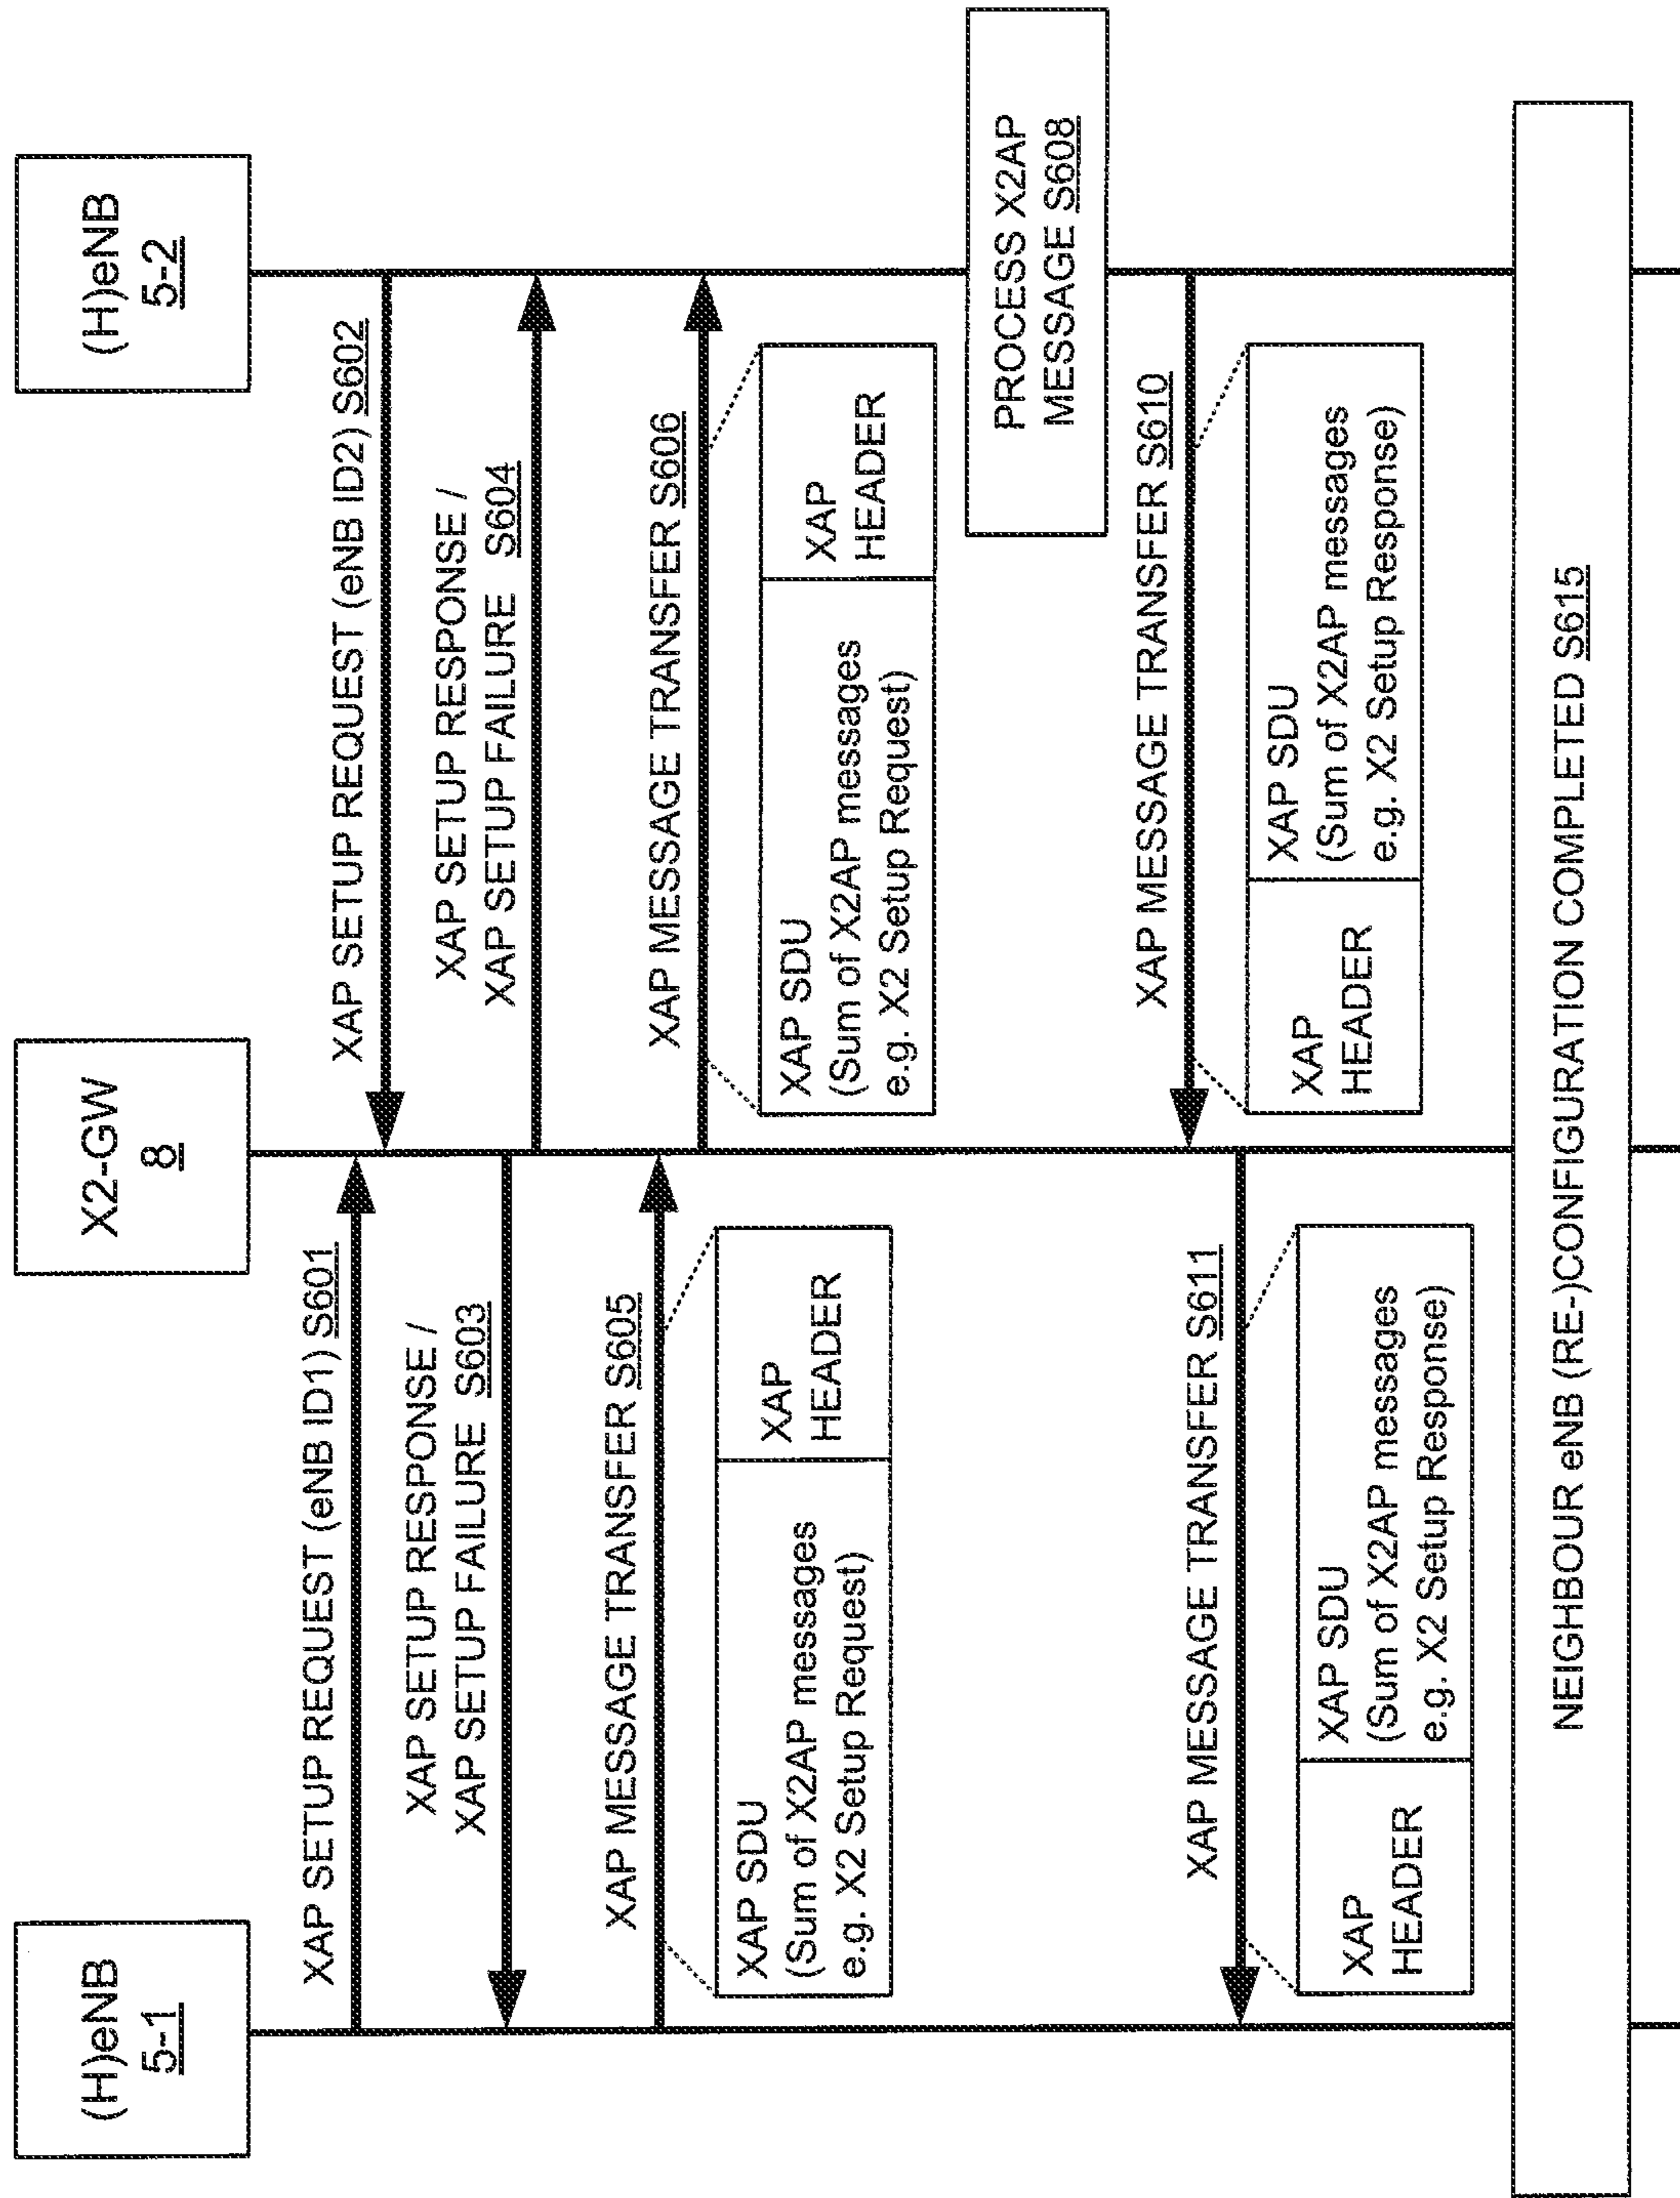 (H)eNB
5-1
X2-GW
8
(H)eNB
5-2
XAP SETUP REQUEST (eNB ID1) S601
XAP SETUP REQUEST (eNB ID2) S602
XAP SETUP RESPONSE /
XAP SETUP FAILURE S603
XAP SETUP RESPONSE /
XAP SETUP FAILURE S604
XAP MESSAGE TRANSFER S605
XAP SDU
(Sum of X2AP messages
e.g. X2 Setup Request)
XAP
HEADER
XAP MESSAGE TRANSFER S606
XAP SDU
(Sum of X2AP messages
e.g. X2 Setup Request)
XAP
HEADER
PROCESS X2AP
MESSAGE S608
XAP MESSAGE TRANSFER S610
XAP
HEADER
XAP SDU
(Sum of X2AP messages
e.g. X2 Setup Response)
XAP MESSAGE TRANSFER S611
XAP
HEADER
XAP SDU
(Sum of X2AP messages
e.g. X2 Setup Response)
NEIGHBOUR eNB (RE-)CONFIGURATION COMPLETED S615